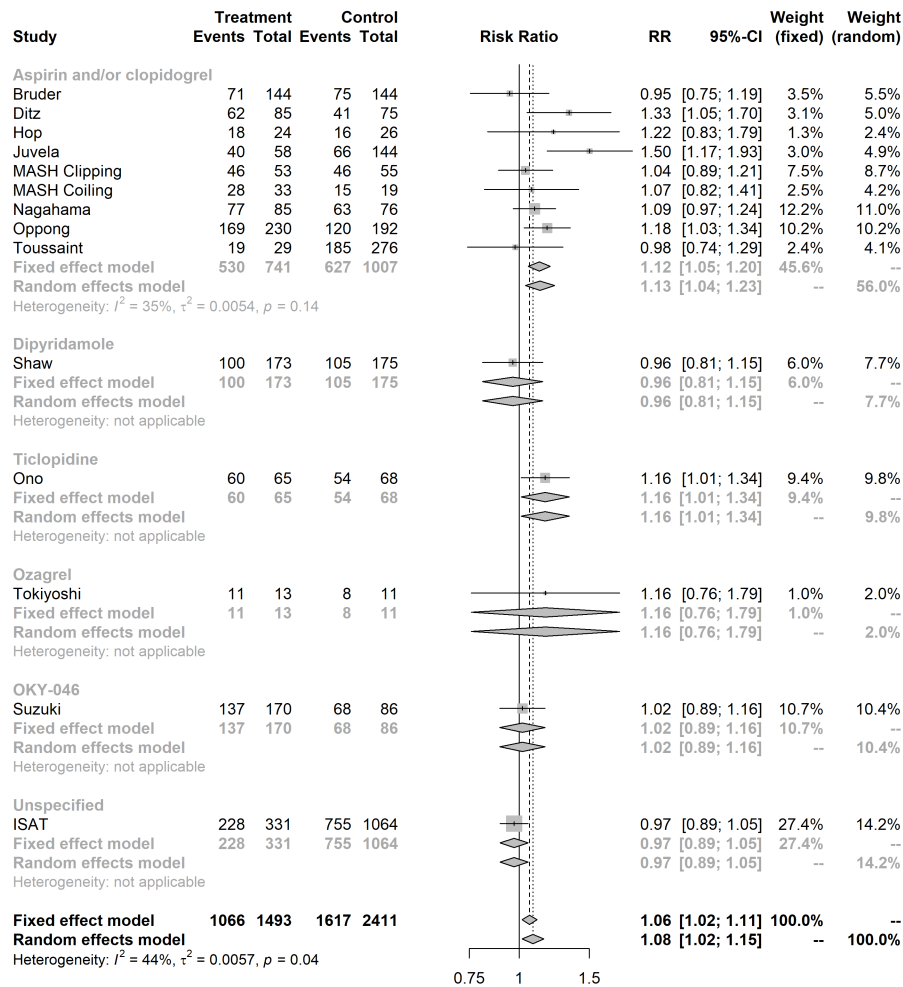 Treatment Control Weight Weight
Study Events Total Events Total Risk Ratio RR 95%-CI (fixed) (random)
Aspirin and/or clopidogrel
Bruder 71 144 75 144 0.95 [0.75; 1.19] 3.5% 5.5%
Ditz 62 85 41 75 1.33 [1.05; 1.70] 3.1% 5.0%
Hop 18 24 16 26 1.22 [0.83; 1.79] 1.3% 2.4%
Juvela 40 58 66 144 1.50 [1.17; 1.93] 3.0% 4.9%
MASH Clipping 46 53 46 55 1.04 [0.89; 1.21] 7.5% 8.7%
MASH Coiling 28 33 15 19 1.07 [0.82; 1.41] 2.5% 4.2%
Nagahama 77 85 63 76 1.09 [0.97; 1.24] 12.2% 11.0%
Oppong 169 230 120 192 1.18 [1.03; 1.34] 10.2% 10.2%
Toussaint 19 29 185 276 0.98 [0.74; 1.29] 2.4% 4.1%
Fixed effect model 530 741 627 1007 1.12 [1.05; 1.20] 45.6% --
Random effects model 1.13 [1.04; 1.23] -- 56.0%
Heterogeneity: I² = 35%, τ² = 0.0054, p = 0.14
Dipyridamole
Shaw 100 173 105 175 0.96 [0.81; 1.15] 6.0% 7.7%
Fixed effect model 100 173 105 175 0.96 [0.81; 1.15] 6.0% --
Random effects model 0.96 [0.81; 1.15] -- 7.7%
Heterogeneity: not applicable
Ticlopidine
Ono 60 65 54 68 1.16 [1.01; 1.34] 9.4% 9.8%
Fixed effect model 60 65 54 68 1.16 [1.01; 1.34] 9.4% --
Random effects model 1.16 [1.01; 1.34] -- 9.8%
Heterogeneity: not applicable
Ozagrel
Tokiyoshi 11 13 8 11 1.16 [0.76; 1.79] 1.0% 2.0%
Fixed effect model 11 13 8 11 1.16 [0.76; 1.79] 1.0% --
Random effects model 1.16 [0.76; 1.79] -- 2.0%
Heterogeneity: not applicable
OKY-046
Suzuki 137 170 68 86 1.02 [0.89; 1.16] 10.7% 10.4%
Fixed effect model 137 170 68 86 1.02 [0.89; 1.16] 10.7% --
Random effects model 1.02 [0.89; 1.16] -- 10.4%
Heterogeneity: not applicable
Unspecified
ISAT 228 331 755 1064 0.97 [0.89; 1.05] 27.4% 14.2%
Fixed effect model 228 331 755 1064 0.97 [0.89; 1.05] 27.4% --
Random effects model 0.97 [0.89; 1.05] -- 14.2%
Heterogeneity: not applicable
Fixed effect model 1066 1493 1617 2411 1.06 [1.02; 1.11] 100.0% --
Random effects model 1.08 [1.02; 1.15] -- 100.0%
Heterogeneity: I² = 44%, τ² = 0.0057, p = 0.04
0.75 1 1.5